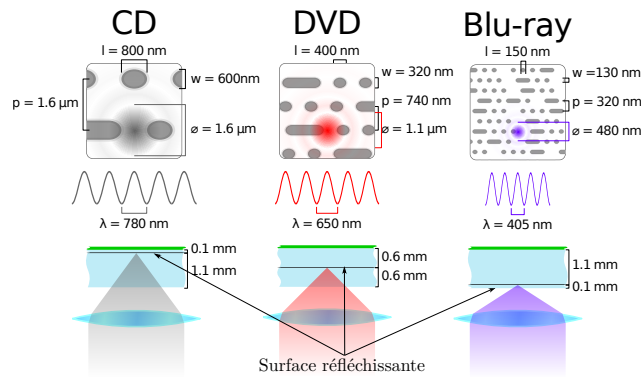 CD
l = 800 nm
w = 600nm
p = 1.6 µm
⌀ = 1.6 µm
λ = 780 nm
0.1 mm
1.1 mm
DVD
l = 400 nm
w = 320 nm
p = 740 nm
⌀ = 1.1 µm
λ = 650 nm
0.6 mm
0.6 mm
Blu-ray
l = 150 nm
w = 130 nm
p = 320 nm
⌀ = 480 nm
λ = 405 nm
1.1 mm
0.1 mm
Surface réfléchissante